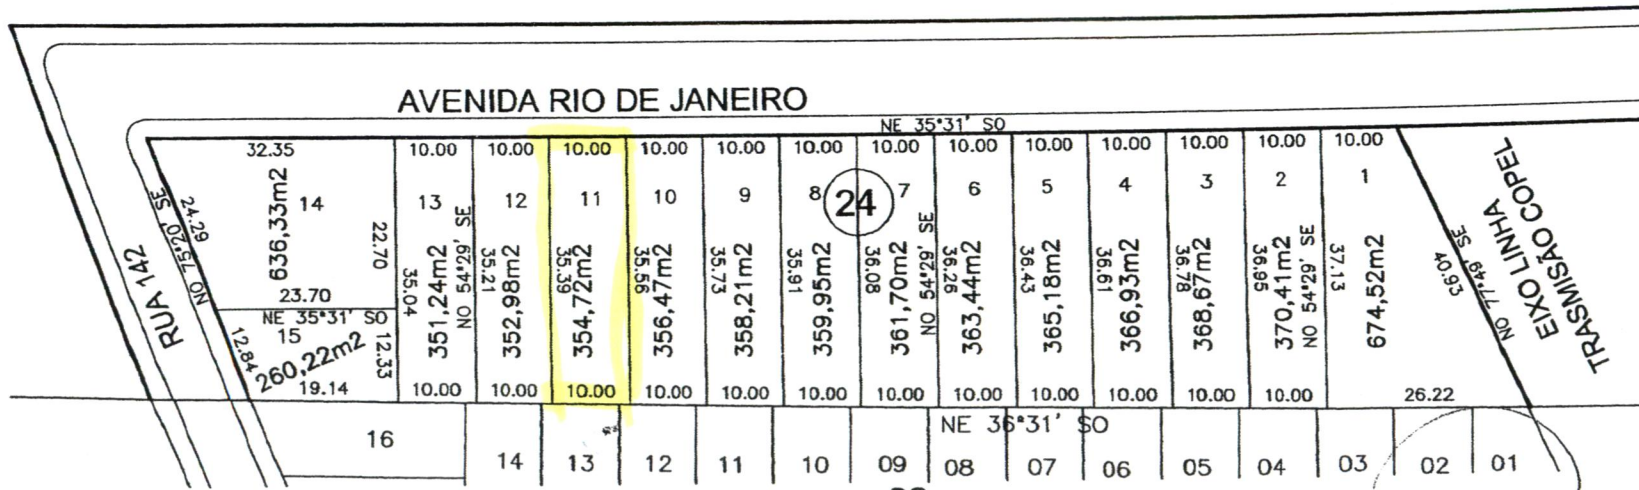 AVENIDA RIO DE JANEIRO
NE 35°31' SO
32.35
10.00
10.00
10.00
10.00
10.00
10.00
10.00
10.00
10.00
10.00
10.00
10.00
10.00
14
13
12
11
10
9
8
24
7
6
5
4
3
2
1
636,33m2
22.70
24.29
NO 75°20' SE
RUA 142
23.70
NE 35°31' SO
15
260,22m2
12.84
12.33
19.14
35.04
351,24m2
NO 54°29' SE
35.21
352,98m2
35.39
354,72m2
35.56
356,47m2
35.73
358,21m2
35.91
359,95m2
36.08
361,70m2
NO 54°29' SE
36.26
363,44m2
36.43
365,18m2
36.61
366,93m2
36.78
368,67m2
36.95
370,41m2
NO 54°29' SE
37.13
674,52m2
39.04
NO 77°49' SE
EIXO LINHA
TRASMISÃO COPEL
10.00
10.00
10.00
10.00
10.00
10.00
10.00
10.00
10.00
10.00
10.00
10.00
26.22
NE 36°31' SO
16
14
13
12
11
10
09
08
07
06
05
04
03
02
01